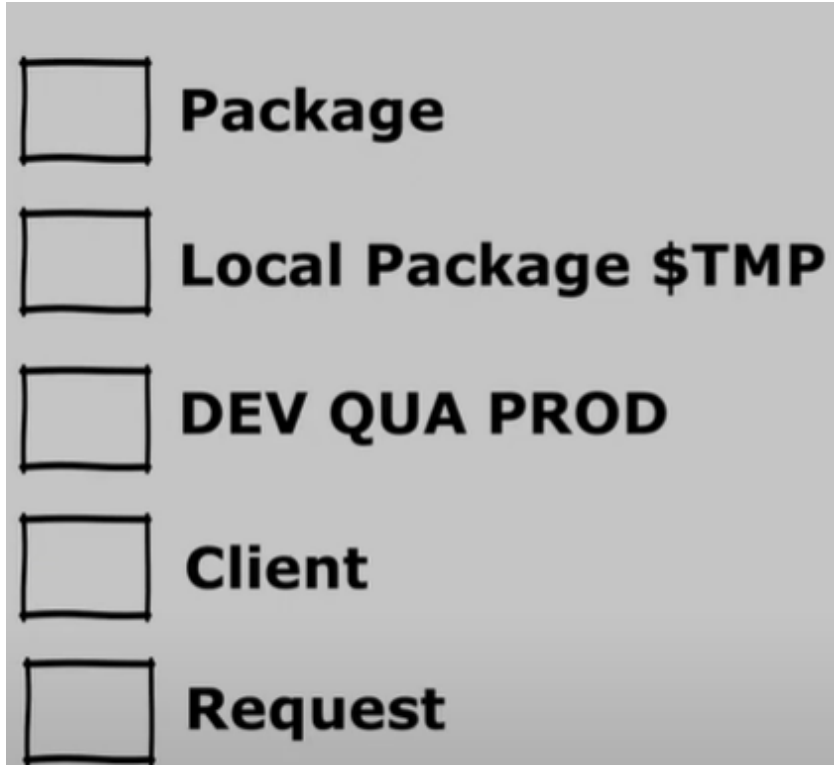 Package
Local Package $TMP
DEV QUA PROD
Client
Request